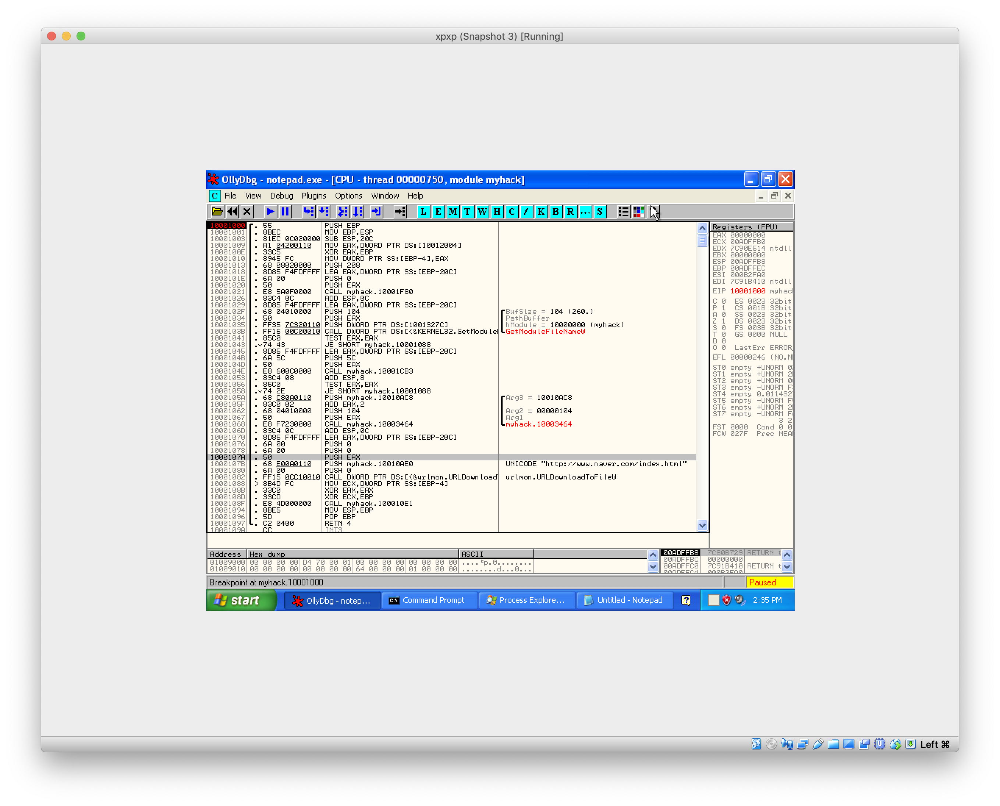 xpxp (Snapshot 3) [Running]
OllyDbg - notepad.exe - [CPU - thread 00000750, module myhack]
C File View Debug Plugins Options Window Help
L E M T W H C / K B R ... S
10001000 . 55 PUSH EBP
10001001 . 8BEC MOV EBP,ESP
10001003 . 81EC 0C020000 SUB ESP,20C
10001009 . A1 04200110 MOV EAX,DWORD PTR DS:[10012004]
1000100E . 33C5 XOR EAX,EBP
10001010 . 8945 FC MOV DWORD PTR SS:[EBP-4],EAX
10001013 . 68 08020000 PUSH 208
10001018 . 8D85 F4FDFFFF LEA EAX,DWORD PTR SS:[EBP-20C]
1000101E . 6A 00 PUSH 0
10001020 . 50 PUSH EAX
10001021 . E8 5A0F0000 CALL myhack.10001F80
10001026 . 83C4 0C ADD ESP,0C
10001029 . 8D85 F4FDFFFF LEA EAX,DWORD PTR SS:[EBP-20C]
1000102F . 68 04010000 PUSH 104 BufSize = 104 (260.)
10001034 . 50 PUSH EAX PathBuffer
10001035 . FF35 7C320110 PUSH DWORD PTR DS:[1001327C] hModule = 10000000 (myhack)
1000103B . FF15 00C00010 CALL DWORD PTR DS:[<&KERNEL32.GetModule GetModuleFileNameW
10001041 . 85C0 TEST EAX,EAX
10001043 .v74 43 JE SHORT myhack.10001088
10001045 . 8D85 F4FDFFFF LEA EAX,DWORD PTR SS:[EBP-20C]
1000104B . 6A 5C PUSH 5C
1000104D . 50 PUSH EAX
1000104E . E8 600C0000 CALL myhack.10001CB3
10001053 . 83C4 08 ADD ESP,8
10001056 . 85C0 TEST EAX,EAX
10001058 .v74 2E JE SHORT myhack.10001088
1000105A . 68 C80A0110 PUSH myhack.10010AC8 Arg3 = 10010AC8
1000105F . 83C0 02 ADD EAX,2
10001062 . 68 04010000 PUSH 104 Arg2 = 00000104
10001067 . 50 PUSH EAX Arg1
10001068 . E8 F7230000 CALL myhack.10003464 myhack.10003464
1000106D . 83C4 0C ADD ESP,0C
10001070 . 8D85 F4FDFFFF LEA EAX,DWORD PTR SS:[EBP-20C]
10001076 . 6A 00 PUSH 0
10001078 . 6A 00 PUSH 0
1000107A . 50 PUSH EAX
1000107B . 68 E00A0110 PUSH myhack.10010AE0 UNICODE "http://www.naver.com/index.html"
10001080 . 6A 00 PUSH 0
10001082 . FF15 0CC10010 CALL DWORD PTR DS:[<&urlmon.URLDownload urlmon.URLDownloadToFileW
10001088 > 8B4D FC MOV ECX,DWORD PTR SS:[EBP-4]
1000108B . 33C0 XOR EAX,EAX
1000108D . 33CD XOR ECX,EBP
1000108F . E8 4D000000 CALL myhack.100010E1
10001094 . 8BE5 MOV ESP,EBP
10001096 . 5D POP EBP
10001097 . C2 0400 RETN 4
1000109A CC INT3
Registers (FPU)
EAX 00000000
ECX 00ADFFB0
EDX 7C90E514 ntdll
EBX 00000000
ESP 00ADFFB8
EBP 00ADFFEC
ESI 000B2FA0
EDI 7C91B410 ntdll
EIP 10001000 myhac
C 0 ES 0023 32bit
P 1 CS 001B 32bit
A 0 SS 0023 32bit
Z 1 DS 0023 32bit
S 0 FS 003B 32bit
T 0 GS 0000 NULL
D 0
O 0 LastErr ERROR_
EFL 00000246 (NO,N
ST0 empty +UNORM 0
ST1 empty +UNORM 2
ST2 empty +UNORM 0
ST3 empty -UNORM F
ST4 empty 0.011432
ST5 empty -UNORM F
ST6 empty +UNORM 2
ST7 empty -UNORM F
3 2
FST 0000 Cond 0 0
FCW 027F Prec NEA
Address Hex dump ASCII
01009000 00 00 00 00 D4 70 00 01 00 00 00 00 00 00 00 00
01009010 00 00 00 00 00 00 00 00 64 00 00 00 01 00 00 00
00ADFFB8 7C80B729 RETURN t
00ADFFBC 00000000
00ADFFC0 7C91B410 RETURN t
00ADFFC4 000B2FA0
Breakpoint at myhack.10001000 Paused
start OllyDbg - notep... Command Prompt Process Explore... Untitled - Notepad 2:35 PM
Left ⌘